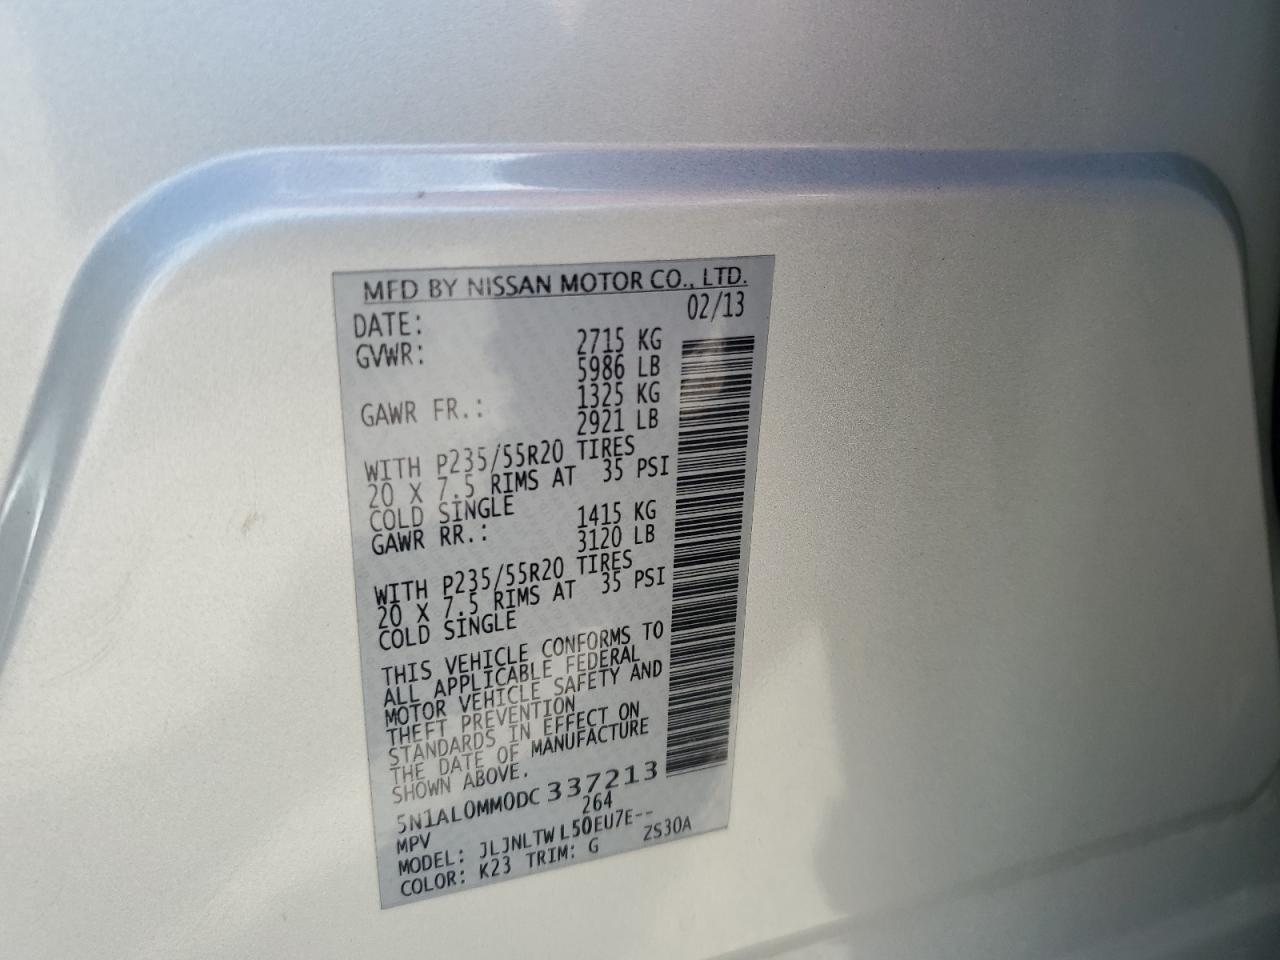 MFD BY NISSAN MOTOR CO., LTD.
DATE: 02/13
GVWR: 2715 KG
5986 LB
GAWR FR.: 1325 KG
2921 LB
WITH P235/55R20 TIRES
20 X 7.5 RIMS AT 35 PSI
COLD SINGLE
GAWR RR.: 1415 KG
3120 LB
WITH P235/55R20 TIRES
20 X 7.5 RIMS AT 35 PSI
COLD SINGLE
THIS VEHICLE CONFORMS TO
ALL APPLICABLE FEDERAL
MOTOR VEHICLE SAFETY AND
THEFT PREVENTION
STANDARDS IN EFFECT ON
THE DATE OF MANUFACTURE
SHOWN ABOVE.
5N1AL0MM0DC337213
MPV 264
MODEL: JLJNLTWL50EU7E--
COLOR: K23 TRIM: G ZS30A